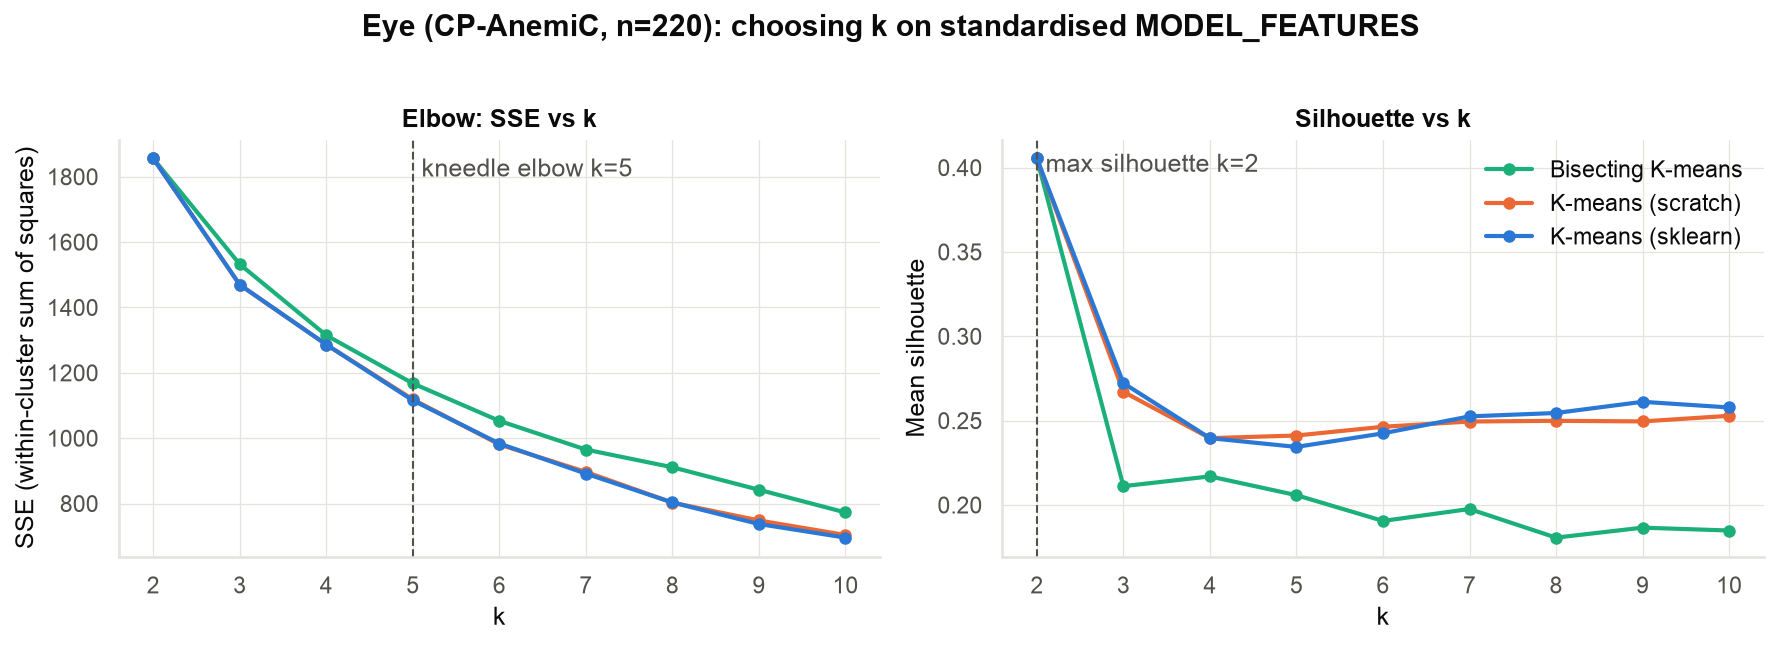 Eye (CP-AnemiC, n=220): choosing k on standardised MODEL_FEATURES
Elbow: SSE vs k
SSE (within-cluster sum of squares)
1800
1600
1400
1200
1000
800
kneedle elbow k=5
2 3 4 5 6 7 8 9 10
k
Silhouette vs k
Mean silhouette
0.40
0.35
0.30
0.25
0.20
max silhouette k=2
Bisecting K-means
K-means (scratch)
K-means (sklearn)
2 3 4 5 6 7 8 9 10
k